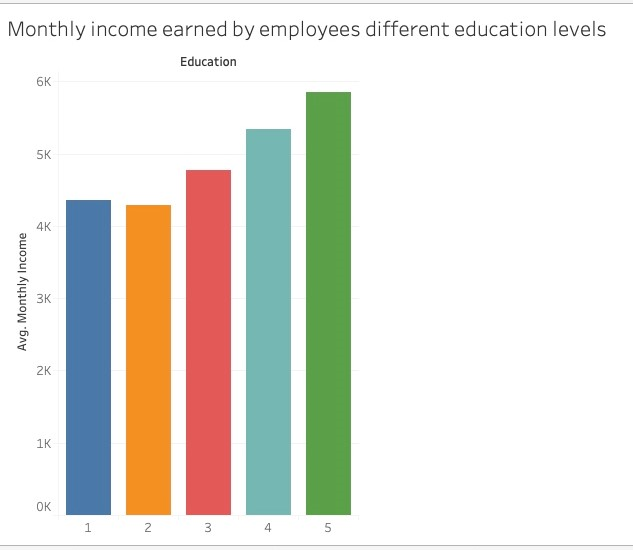 Monthly income earned by employees different education levels
Education
6K
5K
4K
3K
2K
1K
0K
Avg. Monthly Income
1 2 3 4 5